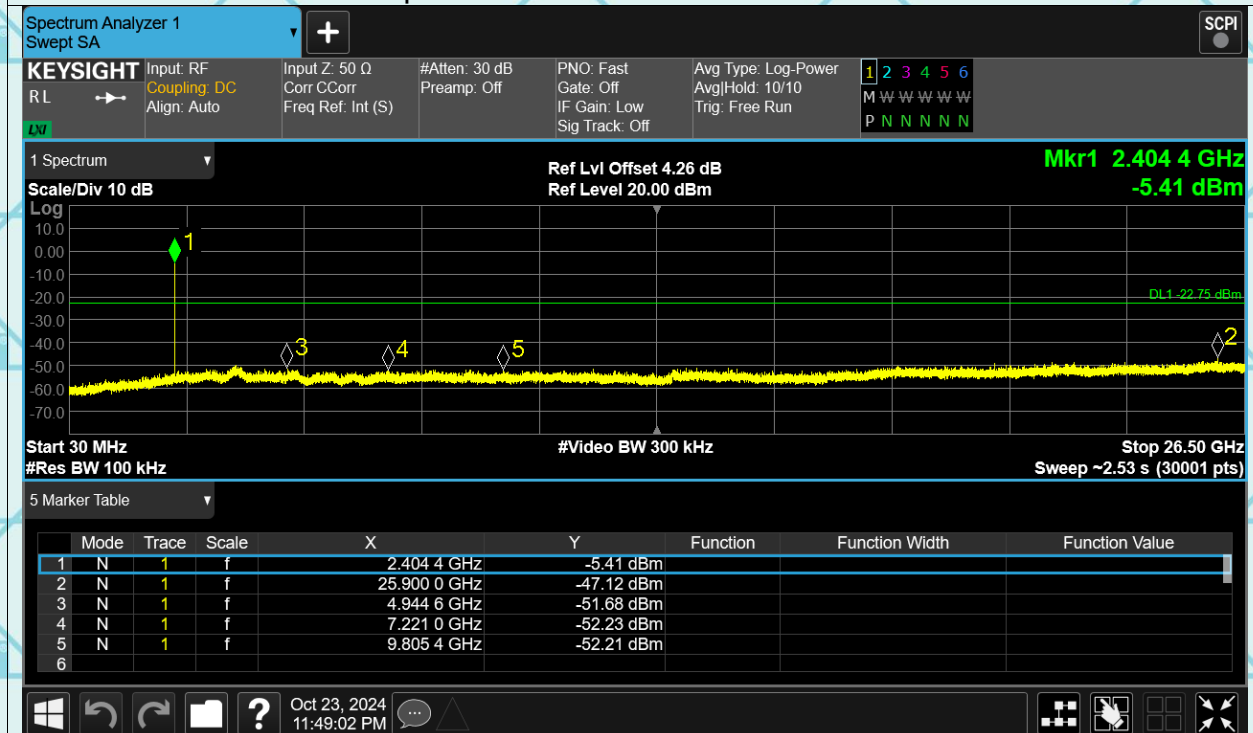 Spectrum Analyzer 1
Swept SA
+
SCPI
KEYSIGHT
RL
LXI
Input: RF
Coupling: DC
Align: Auto
Input Z: 50 Ω
Corr CCorr
Freq Ref: Int (S)
#Atten: 30 dB
Preamp: Off
PNO: Fast
Gate: Off
IF Gain: Low
Sig Track: Off
Avg Type: Log-Power
Avg|Hold: 10/10
Trig: Free Run
1 2 3 4 5 6
M W W W W W
P N N N N N
1 Spectrum
Scale/Div 10 dB
Ref Lvl Offset 4.26 dB
Ref Level 20.00 dBm
Mkr1 2.404 4 GHz
-5.41 dBm
Log
10.0
0.00
-10.0
-20.0
-30.0
-40.0
-50.0
-60.0
-70.0
1
DL1 -22.75 dBm
3
4
5
2
Start 30 MHz
#Res BW 100 kHz
#Video BW 300 kHz
Stop 26.50 GHz
Sweep ~2.53 s (30001 pts)
5 Marker Table
Mode Trace Scale X Y Function Function Width Function Value
1 N 1 f 2.404 4 GHz -5.41 dBm
2 N 1 f 25.900 0 GHz -47.12 dBm
3 N 1 f 4.944 6 GHz -51.68 dBm
4 N 1 f 7.221 0 GHz -52.23 dBm
5 N 1 f 9.805 4 GHz -52.21 dBm
6
?
Oct 23, 2024
11:49:02 PM